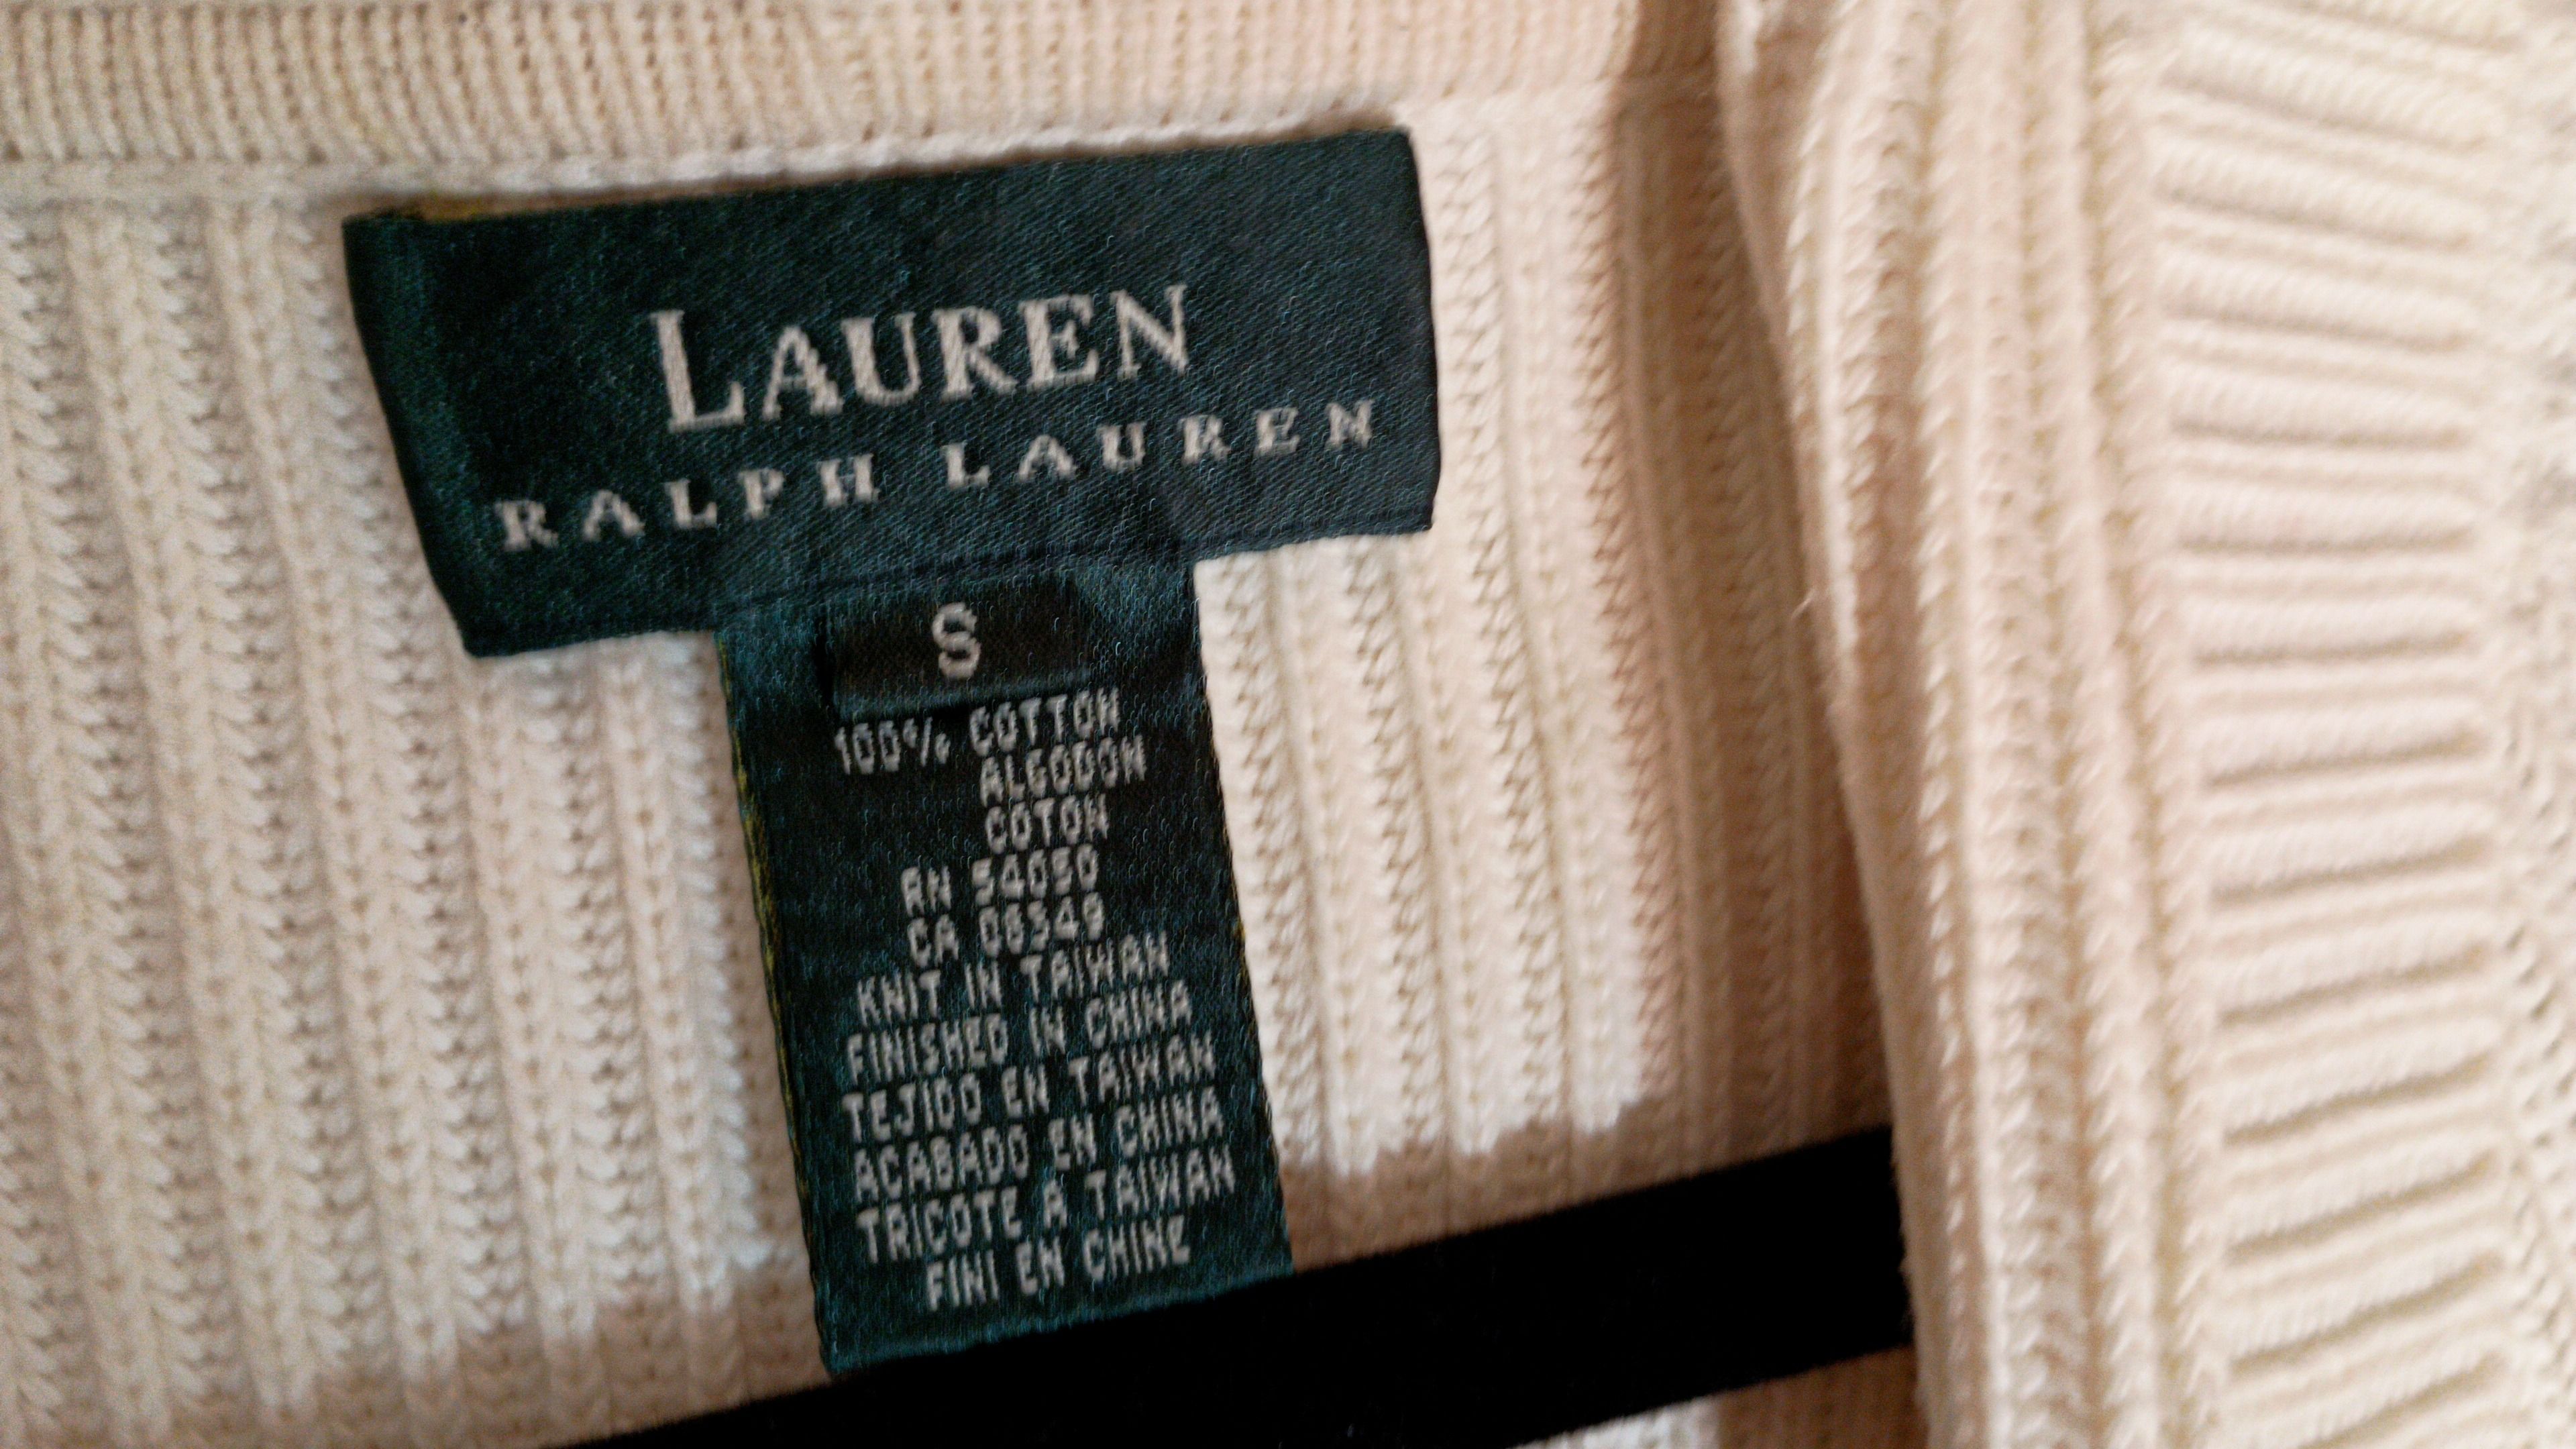 LAUREN
RALPH LAUREN
S
100% COTTON
ALGODON
COTON
RN 54050
CA 08549
KNIT IN TAIWAN
FINISHED IN CHINA
TEJIDO EN TAIWAN
ACABADO EN CHINA
TRICOTE A TAIWAN
FINI EN CHINE